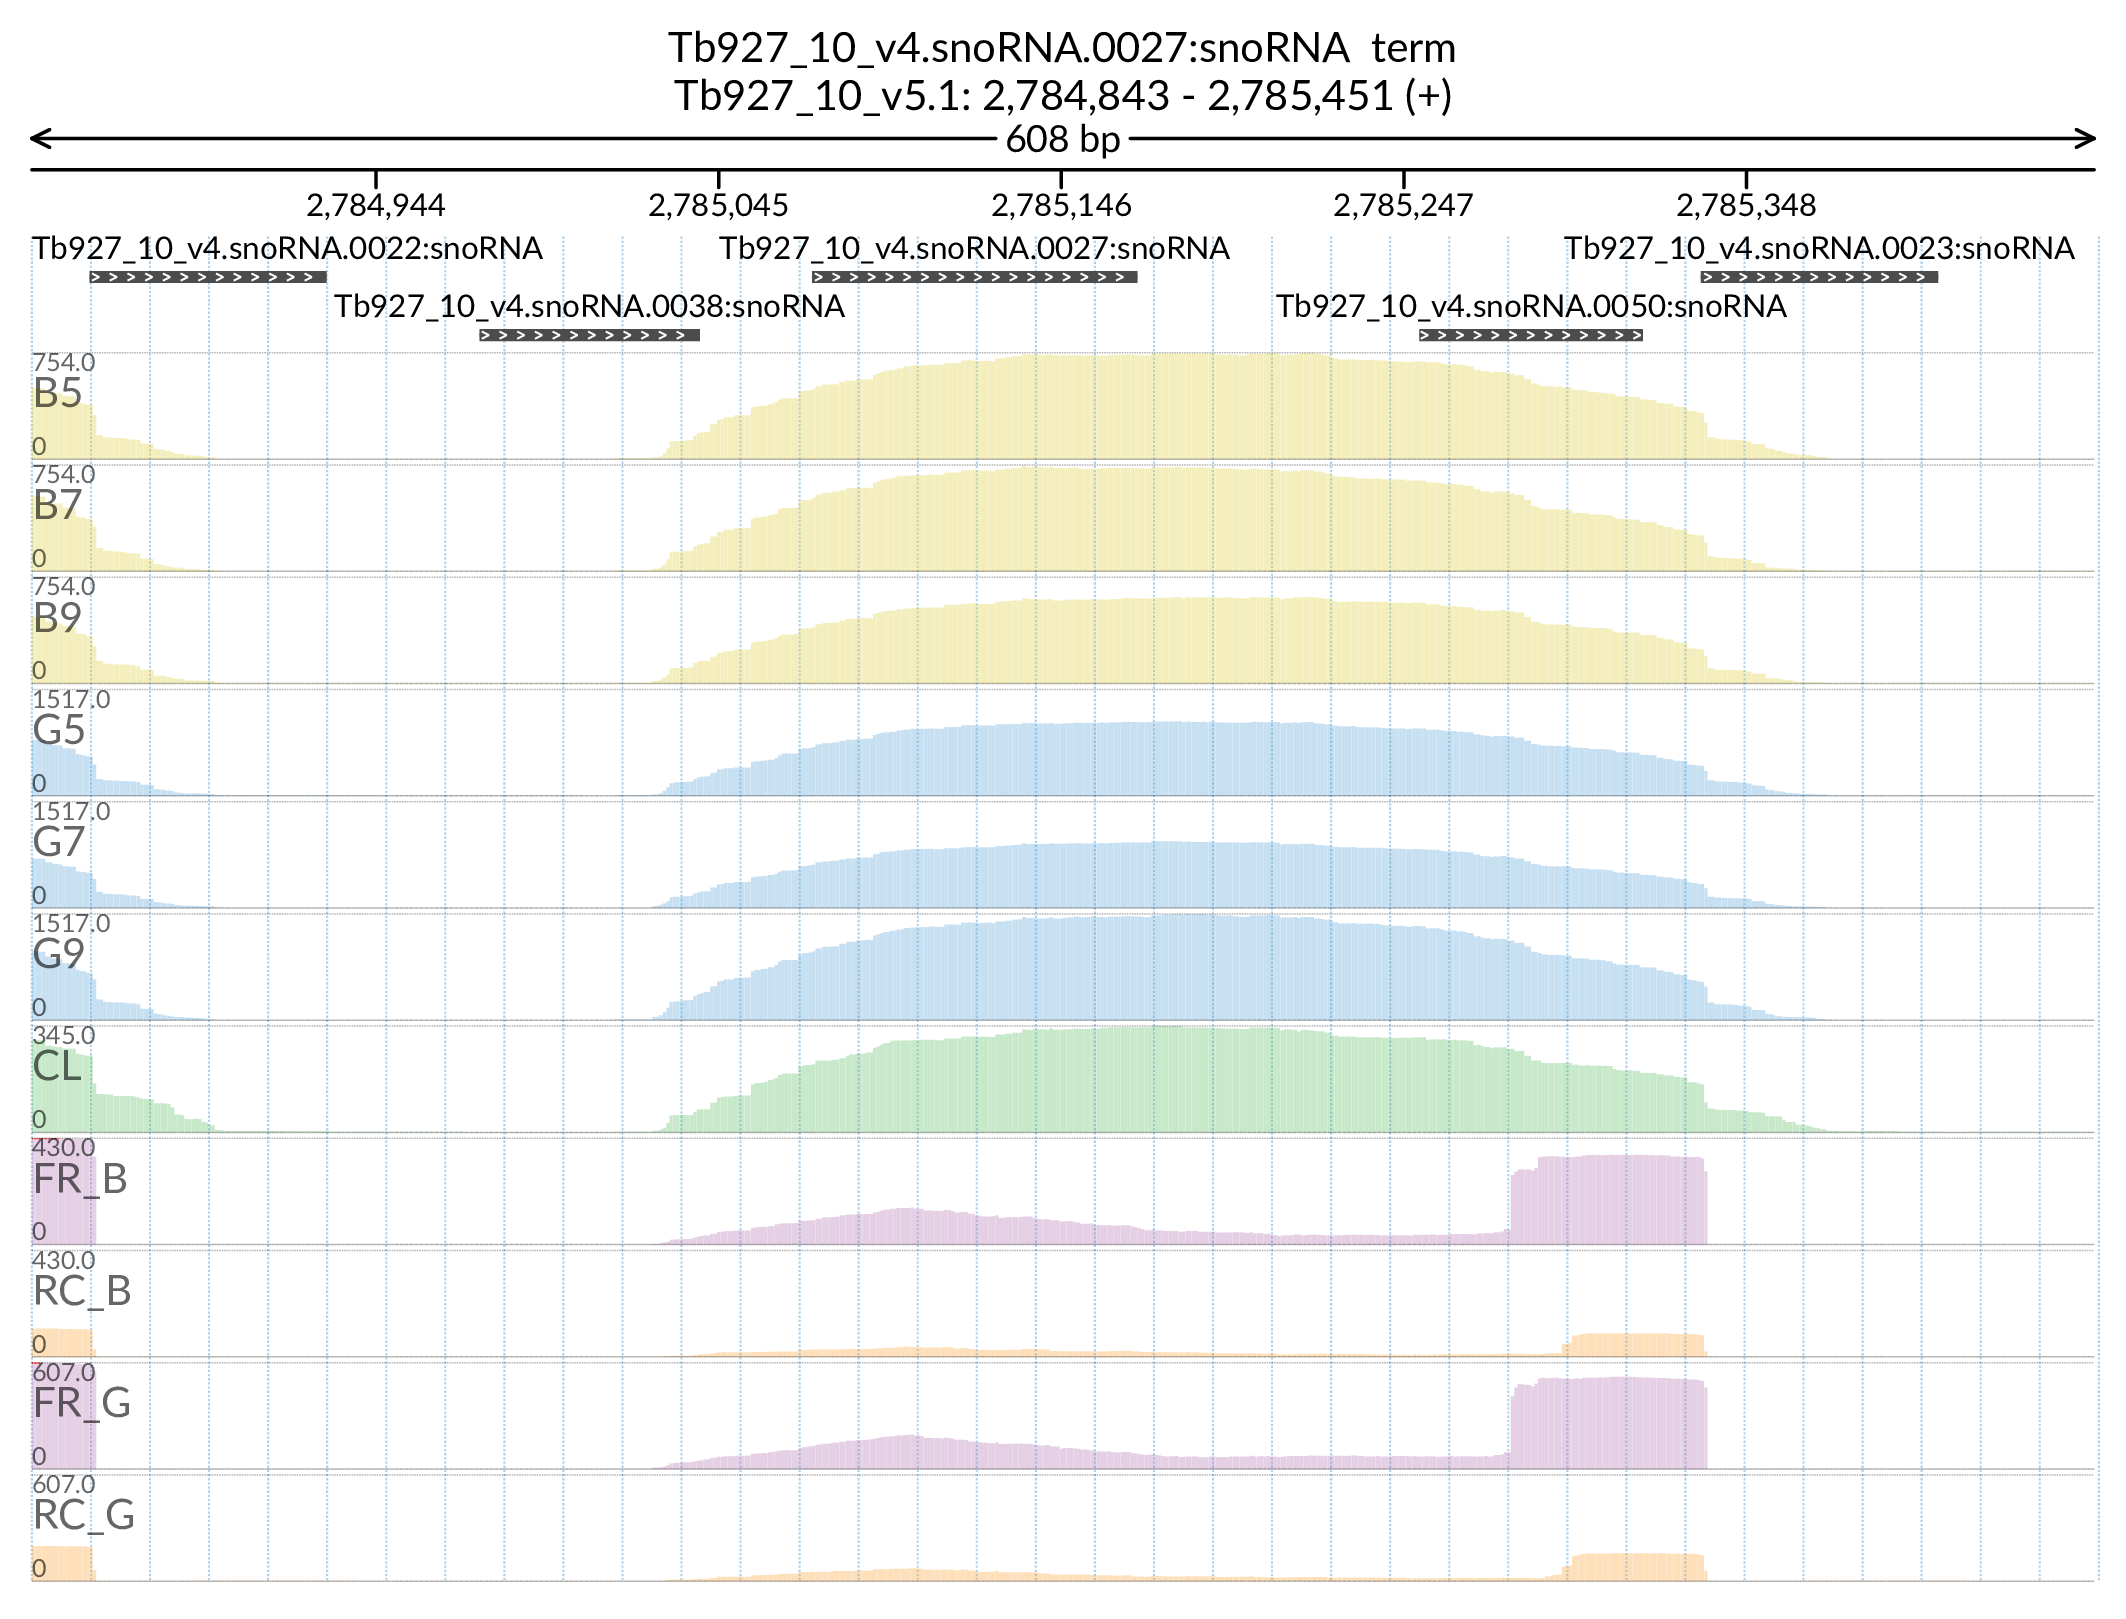 Tb927_10_v4.snoRNA.0027:snoRNA term
Tb927_10_v5.1: 2,784,843 - 2,785,451 (+)
608 bp
2,784,944 2,785,045 2,785,146 2,785,247 2,785,348
Tb927_10_v4.snoRNA.0022:snoRNA Tb927_10_v4.snoRNA.0027:snoRNA Tb927_10_v4.snoRNA.0023:snoRNA
Tb927_10_v4.snoRNA.0038:snoRNA Tb927_10_v4.snoRNA.0050:snoRNA
754.0
B5
0
754.0
B7
0
754.0
B9
0
1517.0
G5
0
1517.0
G7
0
1517.0
G9
0
345.0
CL
0
430.0
FR_B
0
430.0
RC_B
0
607.0
FR_G
0
607.0
RC_G
0